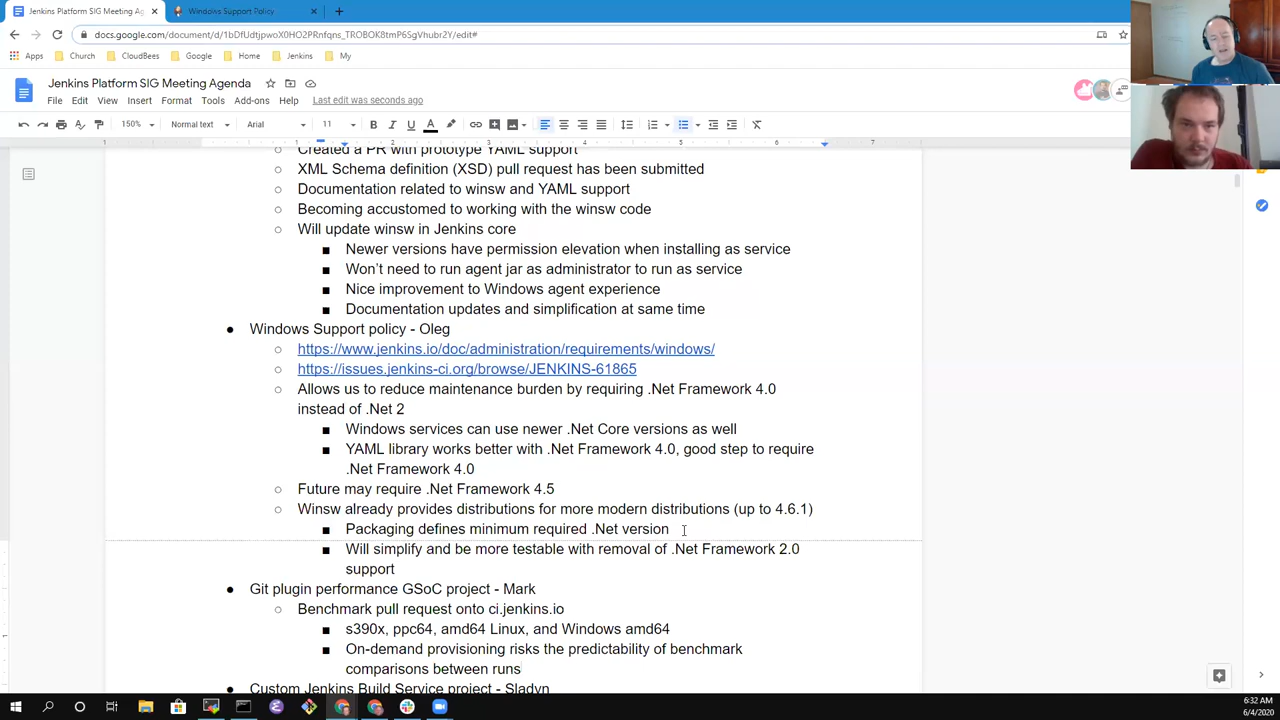 Jenkins Platform SIG Meeting Ag
Windows Support Policy
docs.google.com/document/d/1bDfUdtjpwoX0HO2PRnfqns_TROBOK8tmP6SgVhubr2Y/edit#
Apps Church CloudBees Google Home Jenkins My
Jenkins Platform SIG Meeting Agenda
File Edit View Insert Format Tools Add-ons Help Last edit was seconds ago
150% Normal text Arial 11 B I U A
1 1 2 3 4 5 6 7
Created a PR with prototype YAML support
XML Schema definition (XSD) pull request has been submitted
Documentation related to winsw and YAML support
Becoming accustomed to working with the winsw code
Will update winsw in Jenkins core
Newer versions have permission elevation when installing as service
Won't need to run agent jar as administrator to run as service
Nice improvement to Windows agent experience
Documentation updates and simplification at same time
Windows Support policy - Oleg
https://www.jenkins.io/doc/administration/requirements/windows/
https://issues.jenkins-ci.org/browse/JENKINS-61865
Allows us to reduce maintenance burden by requiring .Net Framework 4.0
instead of .Net 2
Windows services can use newer .Net Core versions as well
YAML library works better with .Net Framework 4.0, good step to require
.Net Framework 4.0
Future may require .Net Framework 4.5
Winsw already provides distributions for more modern distributions (up to 4.6.1)
Packaging defines minimum required .Net version
Will simplify and be more testable with removal of .Net Framework 2.0
support
Git plugin performance GSoC project - Mark
Benchmark pull request onto ci.jenkins.io
s390x, ppc64, amd64 Linux, and Windows amd64
On-demand provisioning risks the predictability of benchmark
comparisons between runs
Custom Jenkins Build Service project - Sladyn
6:32 AM
6/4/2020